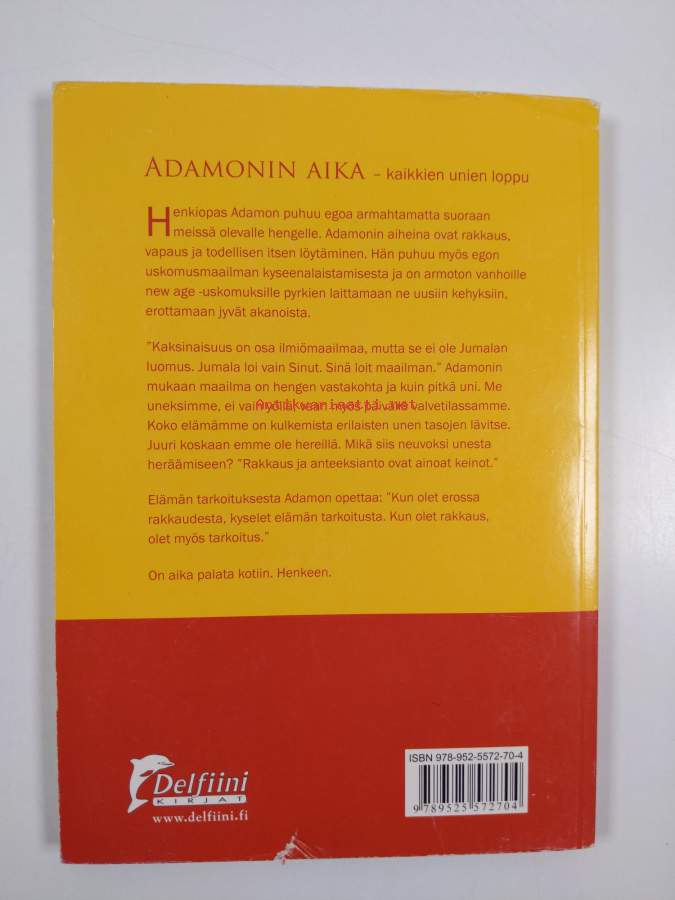 ADAMONIN AIKA – kaikkien unien loppu
Henkiopas Adamon puhuu egoa armahtamatta suoraan
meissä olevalle hengelle. Adamonin aiheina ovat rakkaus,
vapaus ja todellisen itsen löytäminen. Hän puhuu myös egon
uskomusmaailman kyseenalaistamisesta ja on armoton vanhoille
new age -uskomuksille pyrkien laittamaan ne uusiin kehyksiin,
erottamaan jyvät akanoista.
"Kaksinaisuus on osa ilmiömaailmaa, mutta se ei ole Jumalan
luomus. Jumala loi vain Sinut. Sinä loit maailman." Adamonin
mukaan maailma on hengen vastakohta ja kuin pitkä uni. Me
uneksimme, ei vain yöllä, vaan myös päivällä valvetilassamme.
Antikvariaatti.net
Koko elämämme on kulkemista erilaisten unen tasojen lävitse.
Juuri koskaan emme ole hereillä. Mikä siis neuvoksi unesta
heräämiseen? "Rakkaus ja anteeksianto ovat ainoat keinot."
Elämän tarkoituksesta Adamon opettaa: "Kun olet erossa
rakkaudesta, kyselet elämän tarkoitusta. Kun olet rakkaus,
olet myös tarkoitus."
On aika palata kotiin. Henkeen.
ISBN 978-952-5572-70-4
9 789525 572704
Delfiini
KIRJAT
www.delfiini.fi